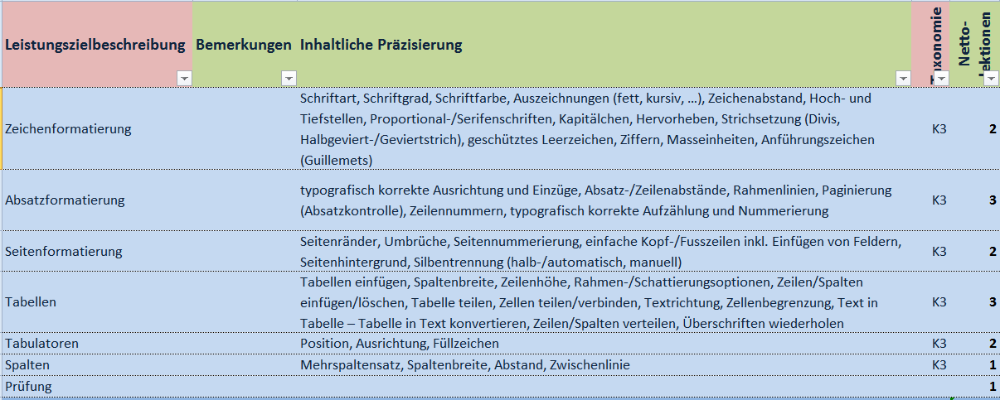 Leistungszielbeschreibung Bemerkungen Inhaltliche Präzisierung Netto-
lektionen
Schriftart, Schriftgrad, Schriftfarbe, Auszeichnungen (fett, kursiv, …), Zeichenabstand, Hoch- und
Tiefstellen, Proportional-/Serifenschriften, Kapitälchen, Hervorheben, Strichsetzung (Divis,
Zeichenformatierung K3 2
Halbgeviert-/Geviertstrich), geschütztes Leerzeichen, Ziffern, Masseinheiten, Anführungszeichen
(Guillemets)
typografisch korrekte Ausrichtung und Einzüge, Absatz-/Zeilenabstände, Rahmenlinien, Paginierung
Absatzformatierung K3 3
(Absatzkontrolle), Zeilennummern, typografisch korrekte Aufzählung und Nummerierung
Seitenränder, Umbrüche, Seitennummerierung, einfache Kopf-/Fusszeilen inkl. Einfügen von Feldern,
Seitenformatierung K3 2
Seitenhintergrund, Silbentrennung (halb-/automatisch, manuell)
Tabellen einfügen, Spaltenbreite, Zeilenhöhe, Rahmen-/Schattierungsoptionen, Zeilen/Spalten
Tabellen einfügen/löschen, Tabelle teilen, Zellen teilen/verbinden, Textrichtung, Zellenbegrenzung, Text in K3 3
Tabelle – Tabelle in Text konvertieren, Zeilen/Spalten verteilen, Überschriften wiederholen
Tabulatoren Position, Ausrichtung, Füllzeichen K3 2
Spalten Mehrspaltensatz, Spaltenbreite, Abstand, Zwischenlinie K3 1
Prüfung 1